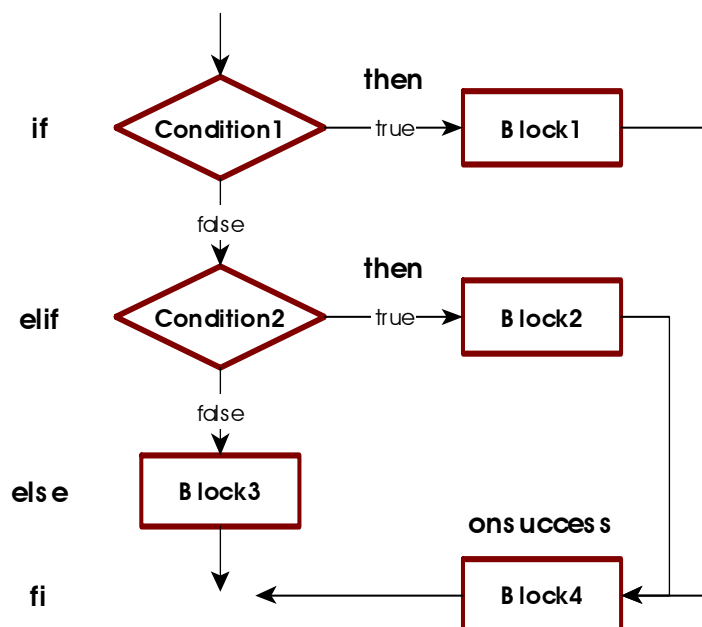 then
if
Condition1
true
Block1
false
then
elif
Condition2
true
Block2
false
else
Block3
onsuccess
fi
Block4